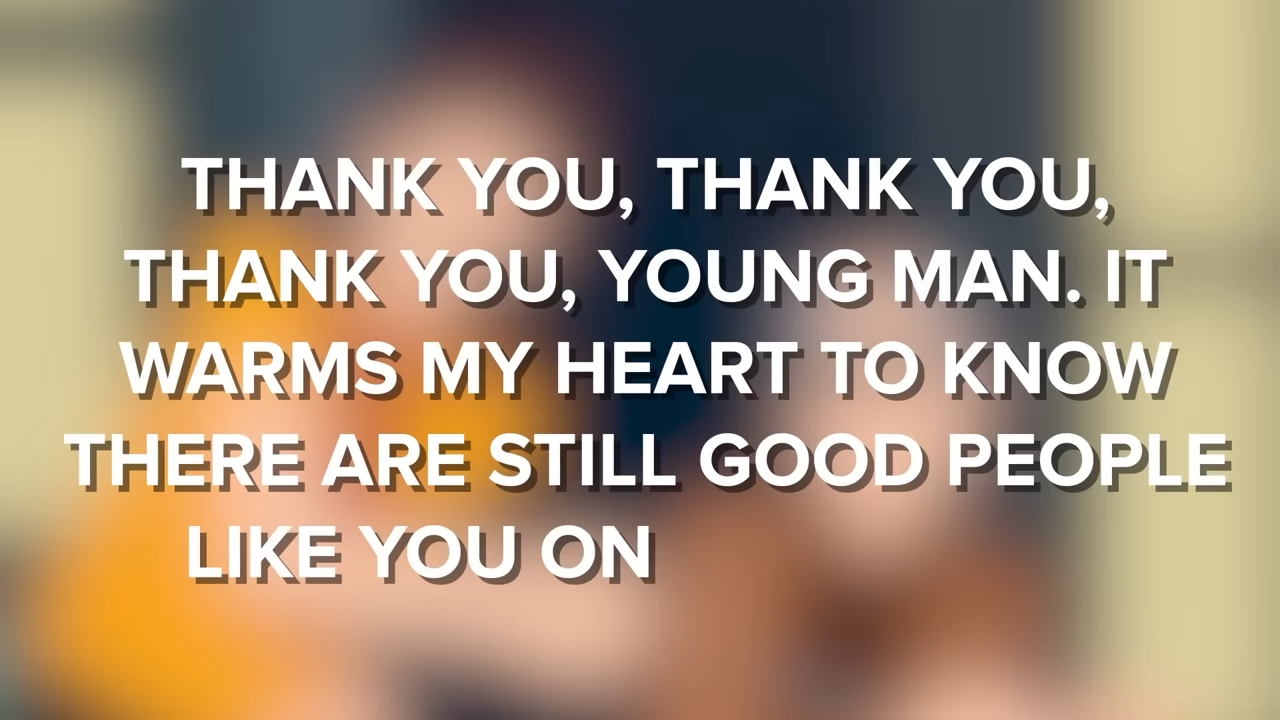 THANK YOU, THANK YOU,
THANK YOU, YOUNG MAN. IT
WARMS MY HEART TO KNOW
THERE ARE STILL GOOD PEOPLE
LIKE YOU ON